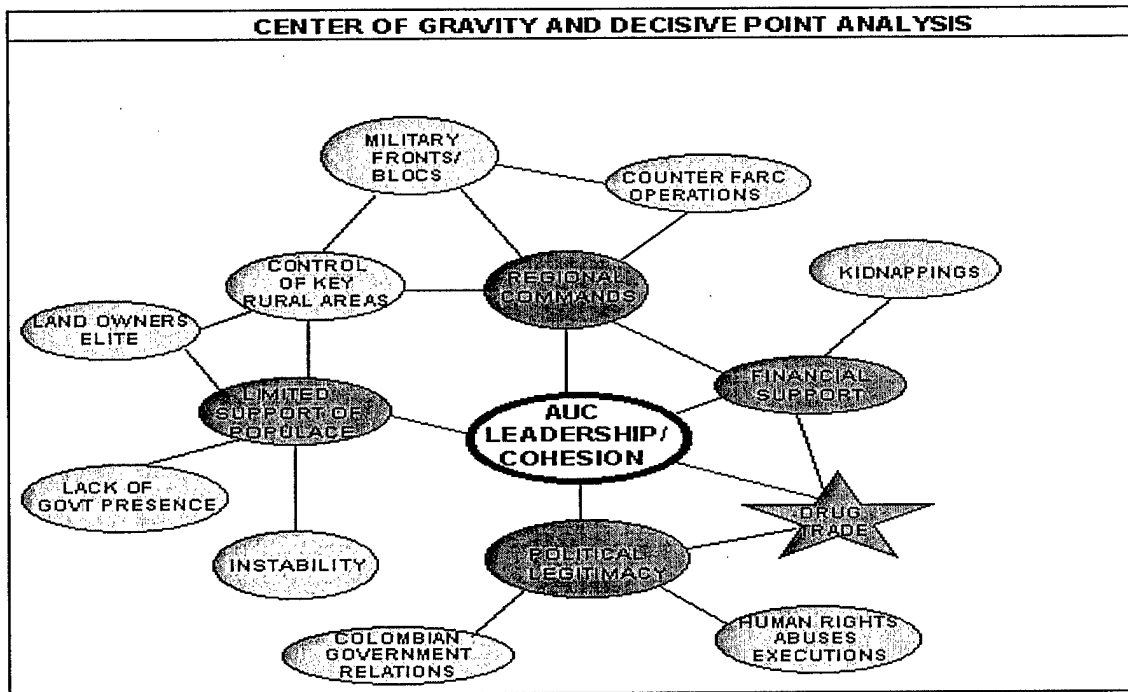 CENTER OF GRAVITY AND DECISIVE POINT ANALYSIS
MILITARY
FRONTS/
BLOCS
COUNTER FARC
OPERATIONS
CONTROL
OF KEY
RURAL AREAS
REGIONAL
COMMANDS
KIDNAPPINGS
LAND OWNERS
ELITE
LIMITED
SUPPORT OF
POPULACE
FINANCIAL
SUPPORT
AUC
LEADERSHIP/
COHESION
LACK OF
GOVT PRESENCE
DRUG
TRADE
INSTABILITY
POLITICAL
LEGITIMACY
COLOMBIAN
GOVERNMENT
RELATIONS
HUMAN RIGHTS
ABUSES
EXECUTIONS